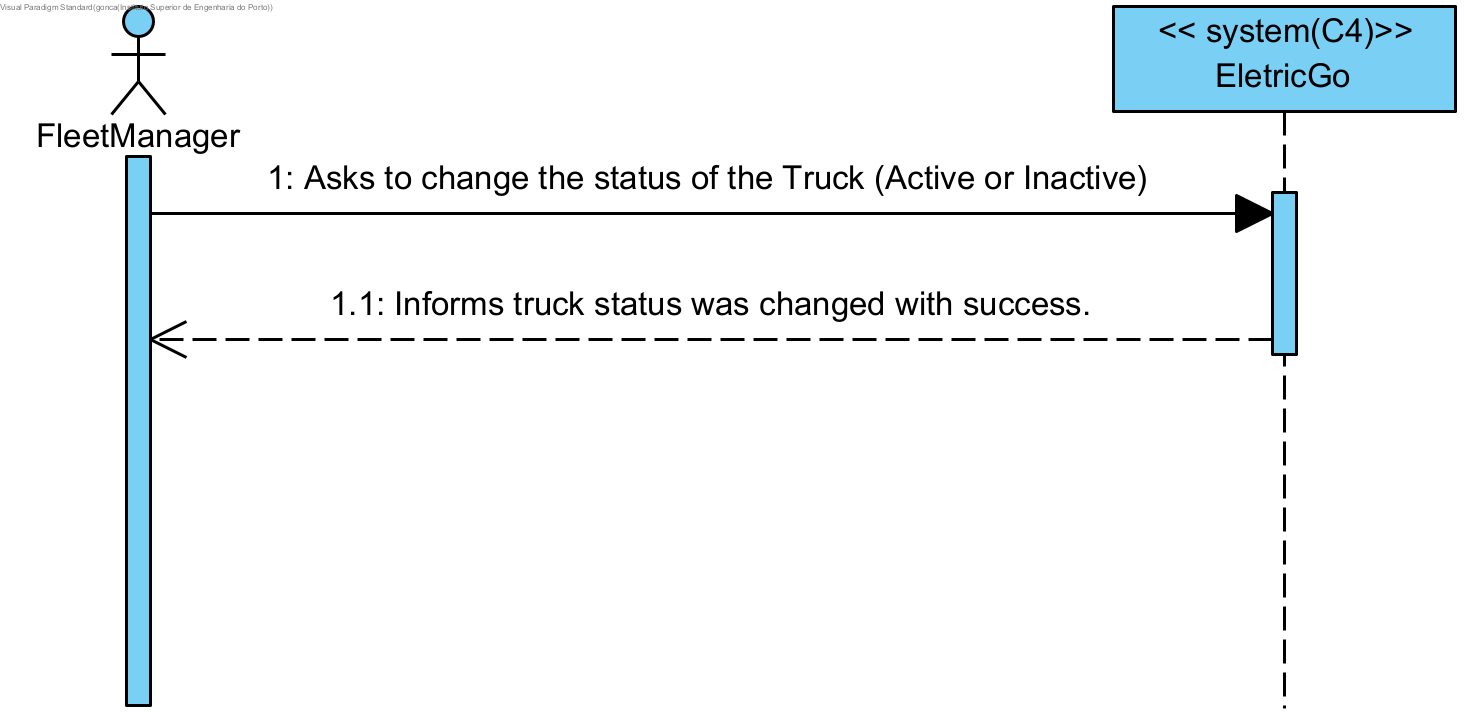 Visual Paradigm Standard(gonca(Instituto Superior de Engenharia do Porto))
<< system(C4)>>
EletricGo
FleetManager
1: Asks to change the status of the Truck (Active or Inactive)
1.1: Informs truck status was changed with success.